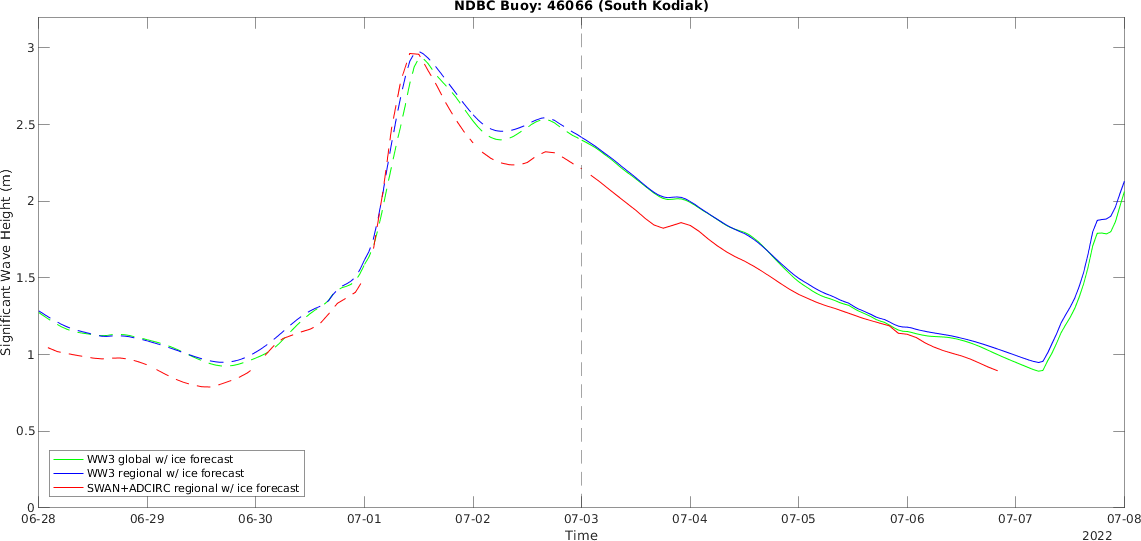 NDBC Buoy: 46066 (South Kodiak)
3
2.5
2
1.5
1
0.5
0
Significant Wave Height (m)
WW3 global w/ ice forecast
WW3 regional w/ ice forecast
SWAN+ADCIRC regional w/ ice forecast
06-28 06-29 06-30 07-01 07-02 07-03 07-04 07-05 07-06 07-07 07-08
Time
2022